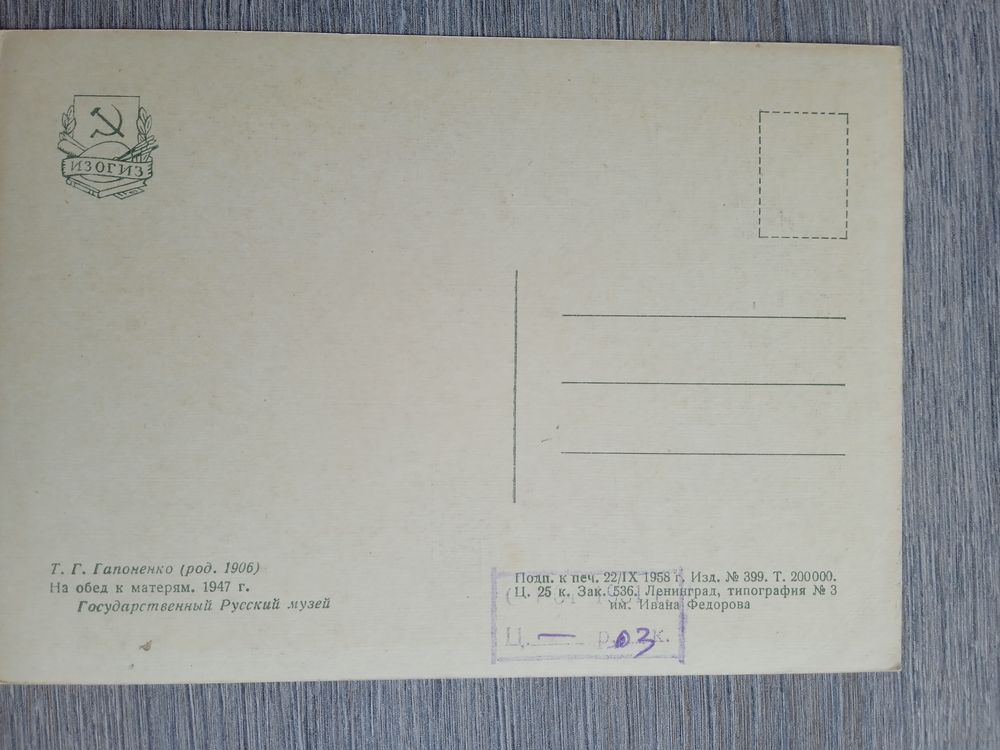 ИЗОГИЗ
Т. Г. Гапоненко (род. 1906)
На обед к матерям. 1947 г.
Государственный Русский музей
Подп. к печ. 22/IX 1958 г. Изд. № 399. Т. 200000.
Ц. 25 к. Зак. 536. Ленинград, типография № 3
им. Ивана Федорова
Ц. — р. 03 к.